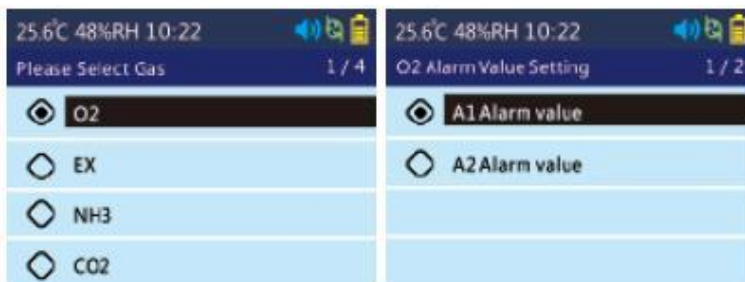 25.6℃ 48%RH 10:22
Please Select Gas 1/4
O2
EX
NH3
CO2
25.6℃ 48%RH 10:22
O2 Alarm Value Setting 1/2
A1 Alarm value
A2 Alarm value